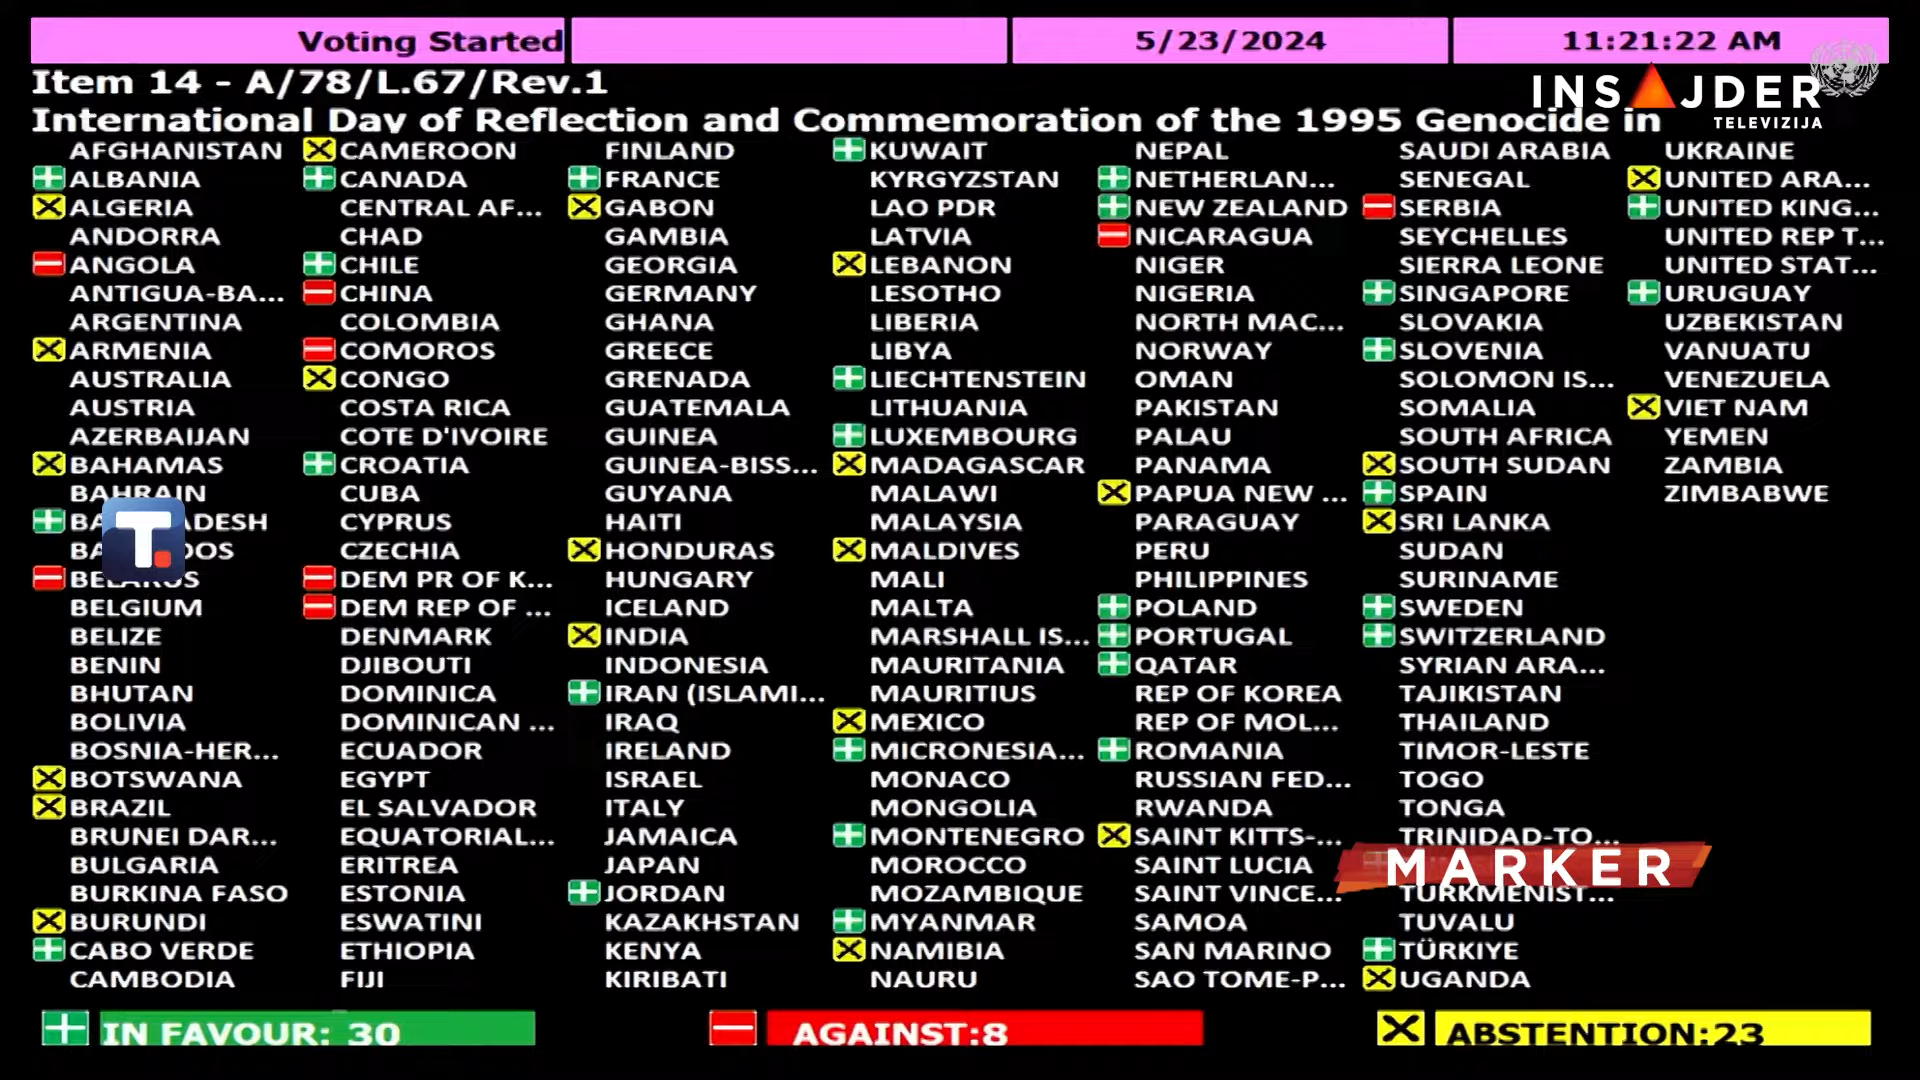 Voting Started 5/23/2024 11:21:22 AM
Item 14 - A/78/L.67/Rev.1
INSAJDER
TELEVIZIJA
International Day of Reflection and Commemoration of the 1995 Genocide in
AFGHANISTAN
ALBANIA
ALGERIA
ANDORRA
ANGOLA
ANTIGUA-BA...
ARGENTINA
ARMENIA
AUSTRALIA
AUSTRIA
AZERBAIJAN
BAHAMAS
BAHRAIN
T.
BELARUS
BELGIUM
BELIZE
BENIN
BHUTAN
BOLIVIA
BOSNIA-HER...
BOTSWANA
BRAZIL
BRUNEI DAR...
BULGARIA
BURKINA FASO
BURUNDI
CABO VERDE
CAMBODIA
CAMEROON
CANADA
CENTRAL AF...
CHAD
CHILE
CHINA
COLOMBIA
COMOROS
CONGO
COSTA RICA
COTE D'IVOIRE
CROATIA
CUBA
CYPRUS
CZECHIA
DEM PR OF K...
DEM REP OF ...
DENMARK
DJIBOUTI
DOMINICA
DOMINICAN ...
ECUADOR
EGYPT
EL SALVADOR
EQUATORIAL...
ERITREA
ESTONIA
ESWATINI
ETHIOPIA
FIJI
FINLAND
FRANCE
GABON
GAMBIA
GEORGIA
GERMANY
GHANA
GREECE
GRENADA
GUATEMALA
GUINEA
GUINEA-BISS...
GUYANA
HAITI
HONDURAS
HUNGARY
ICELAND
INDIA
INDONESIA
IRAN (ISLAMI...
IRAQ
IRELAND
ISRAEL
ITALY
JAMAICA
JAPAN
JORDAN
KAZAKHSTAN
KENYA
KIRIBATI
KUWAIT
KYRGYZSTAN
LAO PDR
LATVIA
LEBANON
LESOTHO
LIBERIA
LIBYA
LIECHTENSTEIN
LITHUANIA
LUXEMBOURG
MADAGASCAR
MALAWI
MALAYSIA
MALDIVES
MALI
MALTA
MARSHALL IS...
MAURITANIA
MAURITIUS
MEXICO
MICRONESIA...
MONACO
MONGOLIA
MONTENEGRO
MOROCCO
MOZAMBIQUE
MYANMAR
NAMIBIA
NAURU
NEPAL
NETHERLAN...
NEW ZEALAND
NICARAGUA
NIGER
NIGERIA
NORTH MAC...
NORWAY
OMAN
PAKISTAN
PALAU
PANAMA
PAPUA NEW ...
PARAGUAY
PERU
PHILIPPINES
POLAND
PORTUGAL
QATAR
REP OF KOREA
REP OF MOL...
ROMANIA
RUSSIAN FED...
RWANDA
SAINT KITTS-...
SAINT LUCIA
SAINT VINCE...
SAMOA
SAN MARINO
SAO TOME-P...
SAUDI ARABIA
SENEGAL
SERBIA
SEYCHELLES
SIERRA LEONE
SINGAPORE
SLOVAKIA
SLOVENIA
SOLOMON IS...
SOMALIA
SOUTH AFRICA
SOUTH SUDAN
SPAIN
SRI LANKA
SUDAN
SURINAME
SWEDEN
SWITZERLAND
SYRIAN ARA...
TAJIKISTAN
THAILAND
TIMOR-LESTE
TOGO
TONGA
TRINIDAD-TO...
MARKER
TURKMENIST...
TUVALU
TÜRKIYE
UGANDA
UKRAINE
UNITED ARA...
UNITED KING...
UNITED REP T...
UNITED STAT...
URUGUAY
UZBEKISTAN
VANUATU
VENEZUELA
VIET NAM
YEMEN
ZAMBIA
ZIMBABWE
IN FAVOUR: 30 AGAINST:8 ABSTENTION:23